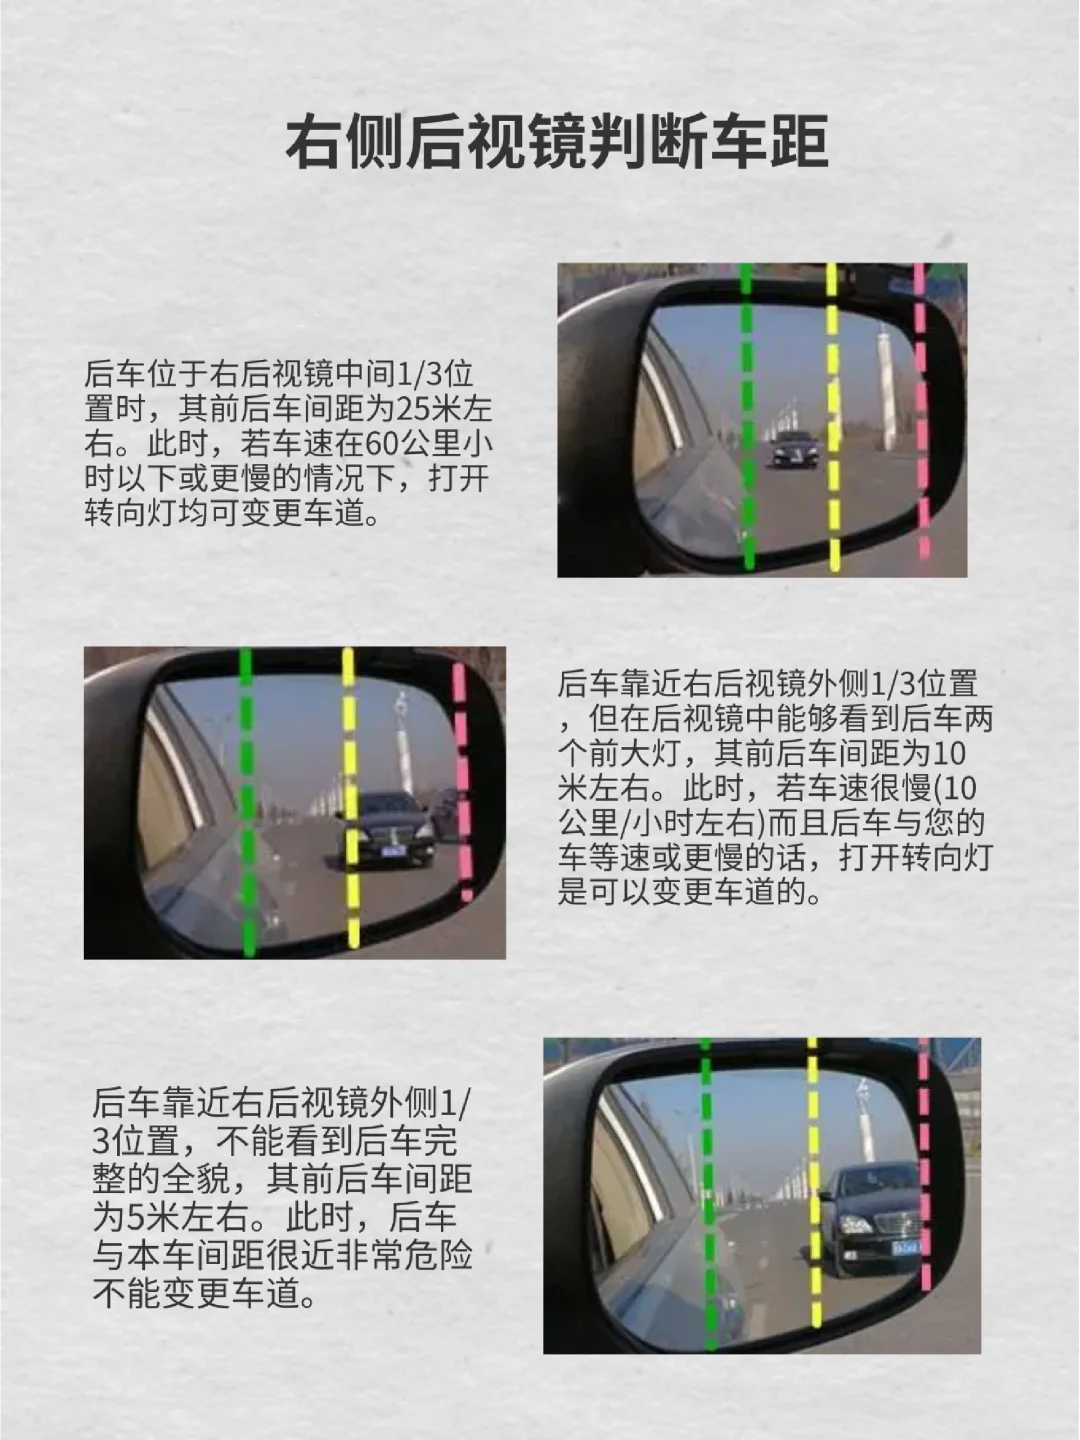 右侧后视镜判断车距
后车位于右后视镜中间1/3位
置时，其前后车间距为25米左
右。此时，若车速在60公里小
时以下或更慢的情况下，打开
转向灯均可变更车道。
后车靠近右后视镜外侧1/3位置
，但在后视镜中能够看到后车两
个前大灯，其前后车间距为10
米左右。此时，若车速很慢(10
公里/小时左右)而且后车与您的
车等速或更慢的话，打开转向灯
是可以变更车道的。
后车靠近右后视镜外侧1/
3位置，不能看到后车完
整的全貌，其前后车间距
为5米左右。此时，后车
与本车间距很近非常危险
不能变更车道。